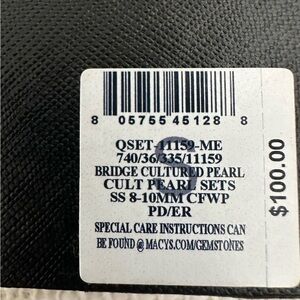 8 05755 45128 8
QSET-11159-ME
740/36/335/11159
BRIDGE CULTURED PEARL
CULT PEARL SETS
SS 8-10MM CFWP
PD/ER
S
SPECIAL CARE INSTRUCTIONS CAN
BE FOUND @ MACYS.COM/GEMSTONES
$100.00